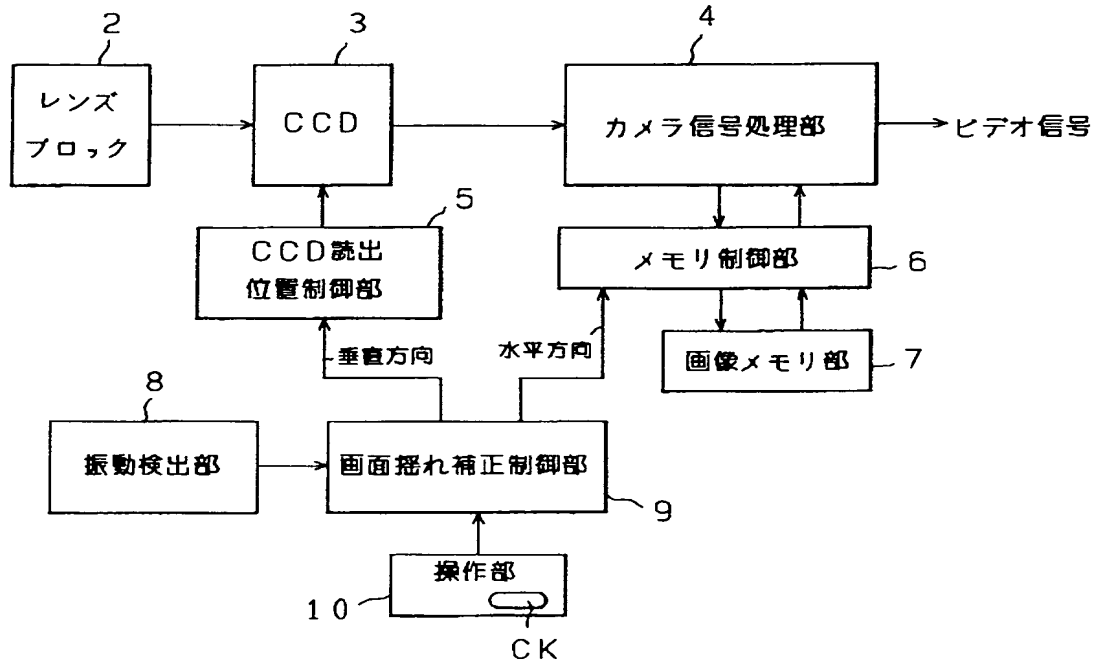 2
3
4
レンズ
ブロック
CCD
カメラ信号処理部
ビデオ信号
5
CCD読出
位置制御部
メモリ制御部
6
垂直方向
水平方向
画像メモリ部
7
8
振動検出部
画面揺れ補正制御部
9
操作部
10
CK